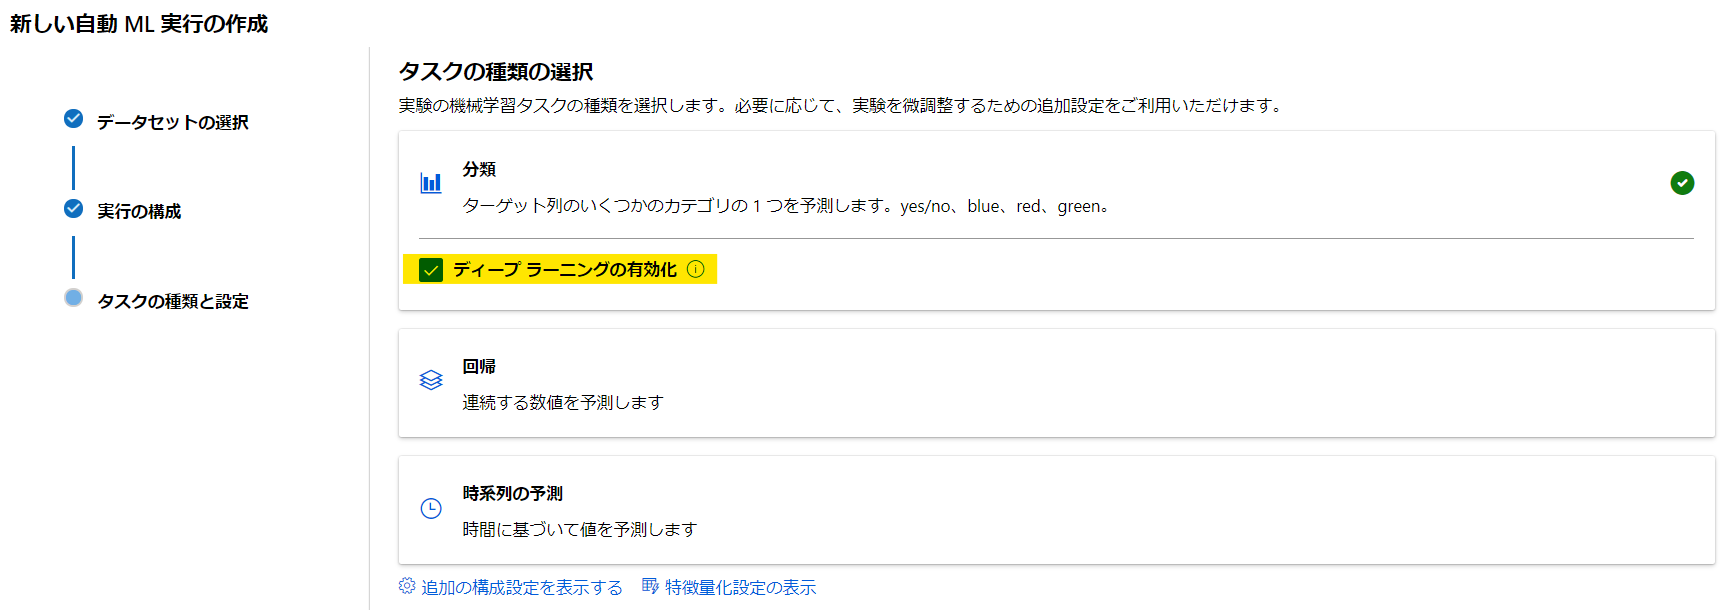 新しい自動 ML 実行の作成
データセットの選択
実行の構成
タスクの種類と設定
タスクの種類の選択
実験の機械学習タスクの種類を選択します。必要に応じて、実験を微調整するための追加設定をご利用いただけます。
分類
ターゲット列のいくつかのカテゴリの 1 つを予測します。yes/no、blue、red、green。
ディープ ラーニングの有効化
回帰
連続する数値を予測します
時系列の予測
時間に基づいて値を予測します
追加の構成設定を表示する 特徴量化設定の表示